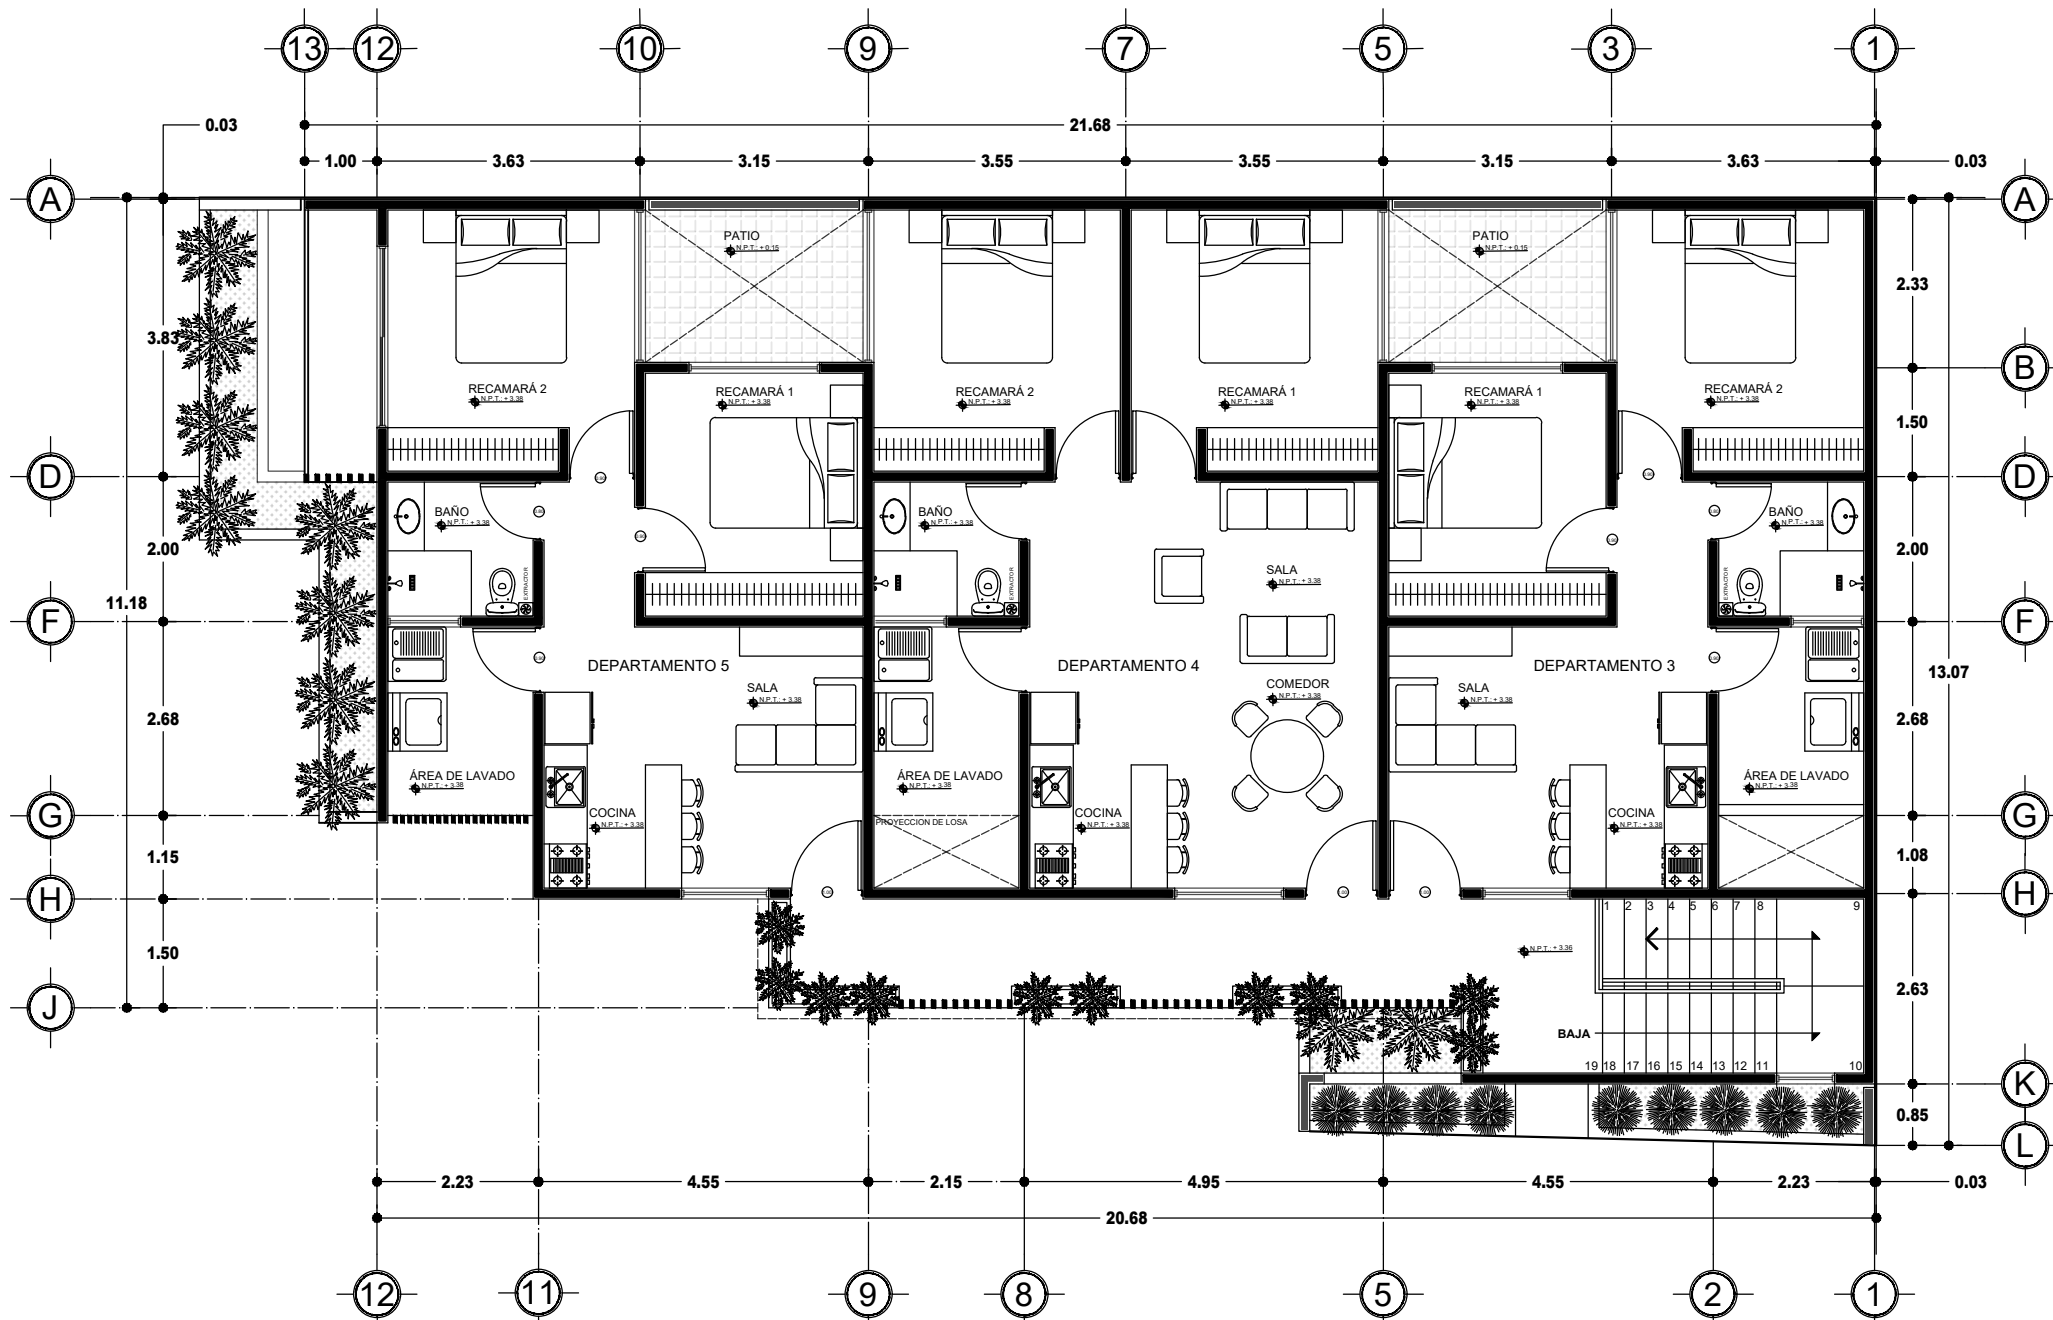 13 12 10 9 7 5 3 1
0.03 21.68
1.00 3.63 3.15 3.55 3.55 3.15 3.63 0.03
A A
PATIO PATIO
N.P.T.: + 0.15 N.P.T.: + 0.15
2.33
3.83
B
RECAMARÁ 2 RECAMARÁ 1 RECAMARÁ 2 RECAMARÁ 1 RECAMARÁ 1 RECAMARÁ 2
N.P.T.: + 3.38 N.P.T.: + 3.38 N.P.T.: + 3.38 N.P.T.: + 3.38 N.P.T.: + 3.38 N.P.T.: + 3.38
1.50
D D
BAÑO BAÑO BAÑO
N.P.T.: + 3.38 N.P.T.: + 3.38 N.P.T.: + 3.38
2.00 2.00
SALA
N.P.T.: + 3.38
EXTRACTOR EXTRACTOR EXTRACTOR
11.18
F F
DEPARTAMENTO 5 DEPARTAMENTO 4 DEPARTAMENTO 3
13.07
SALA COMEDOR SALA
N.P.T.: + 3.38 N.P.T.: + 3.38 N.P.T.: + 3.38
2.68 2.68
ÁREA DE LAVADO ÁREA DE LAVADO ÁREA DE LAVADO
N.P.T.: + 3.38 N.P.T.: + 3.38 N.P.T.: + 3.38
G G
COCINA COCINA COCINA
PROYECCION DE LOSA
N.P.T.: + 3.38 N.P.T.: + 3.38 N.P.T.: + 3.38
1.15 1.08
H H
1 2 3 4 5 6 7 8 9
N.P.T.: + 3.36
1.50
2.63
J
BAJA
19 18 17 16 15 14 13 12 11 10
K
0.85
L
2.23 4.55 2.15 4.95 4.55 2.23 0.03
20.68
12 11 9 8 5 2 1